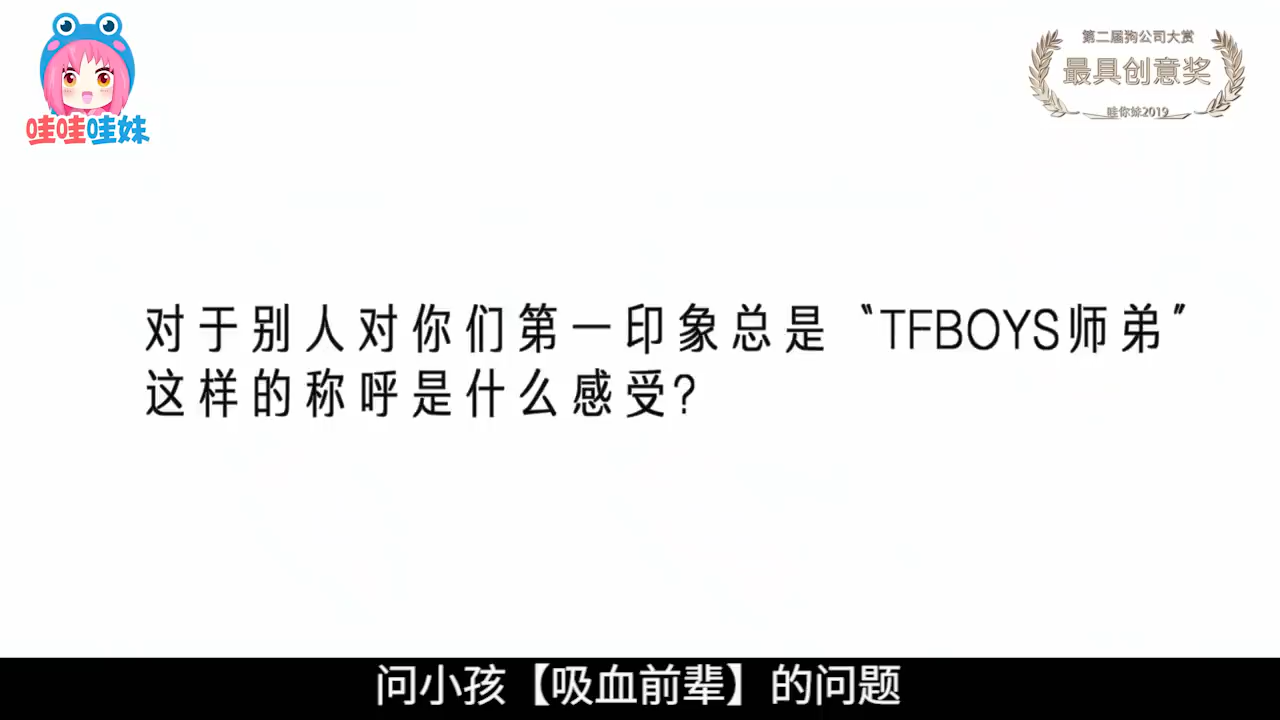 哇哇哇妹
第二届狗公司大赏
最具创意奖
哇你妹2019
对于别人对你们第一印象总是“TFBOYS师弟”
这样的称呼是什么感受？
问小孩【吸血前辈】的问题